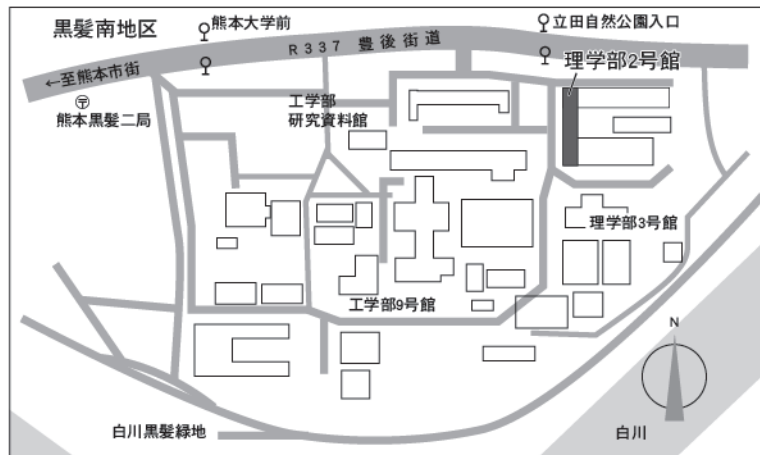 黒髪南地区
熊本大学前
立田自然公園入口
R337 豊後街道
理学部2号館
←至熊本市街
熊本黒髪二局
工学部
研究資料館
理学部3号館
工学部9号館
N
白川黒髪緑地
白川